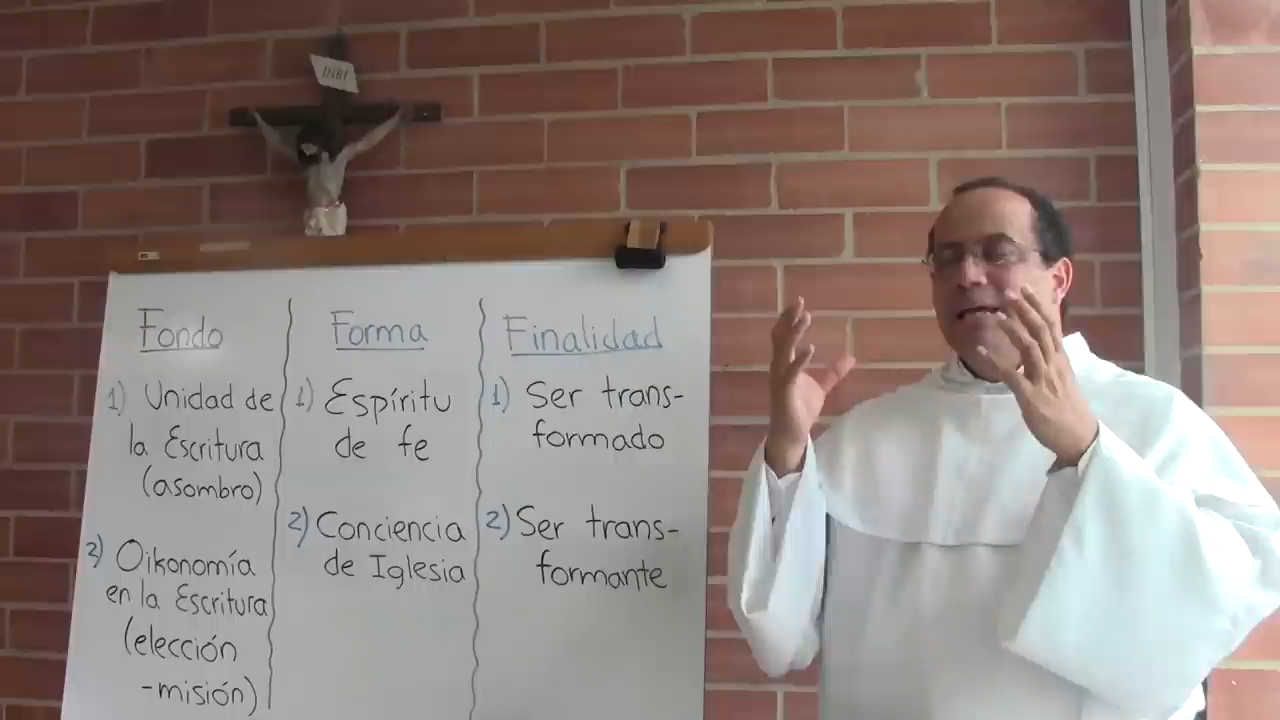 INRI
Fondo
1) Unidad de
la Escritura
(asombro)
2) Oikonomía
en la Escritura
(elección
-misión)
Forma
1) Espíritu
de fe
2) Conciencia
de Iglesia
Finalidad
1) Ser trans-
formado
2) Ser trans-
formante